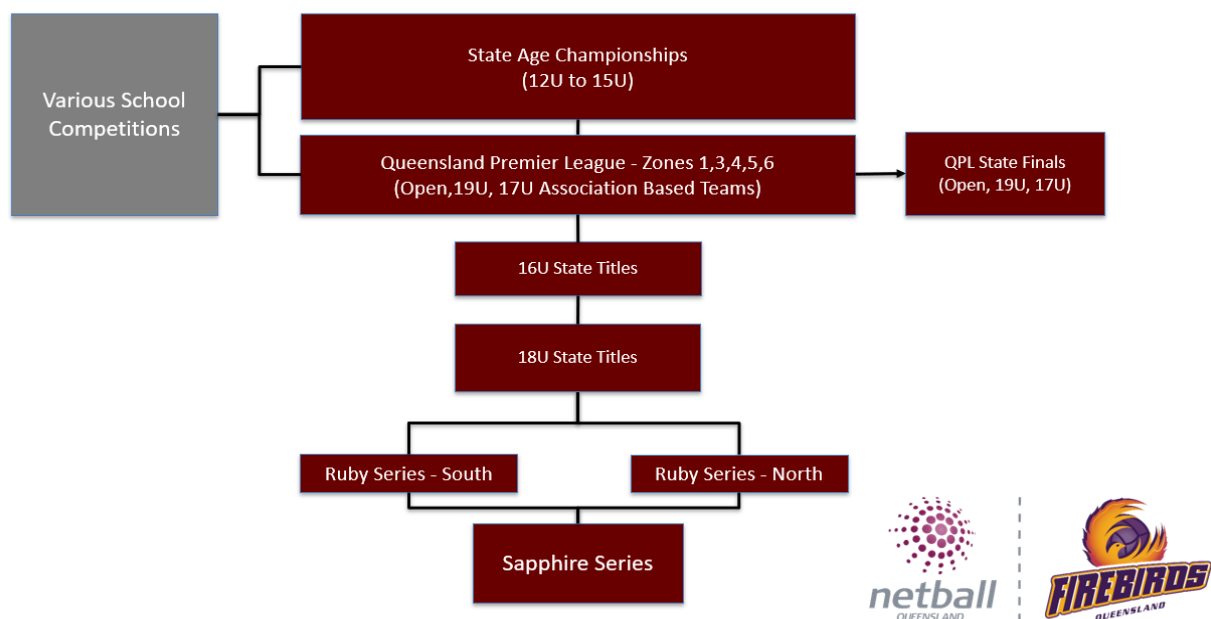 State Age Championships
(12U to 15U)
Various School
Competitions
Queensland Premier League - Zones 1,3,4,5,6
(Open,19U, 17U Association Based Teams)
QPL State Finals
(Open, 19U, 17U)
16U State Titles
18U State Titles
Ruby Series - South
Ruby Series - North
Sapphire Series
netball
QUEENSLAND
FIREBIRDS
QUEENSLAND